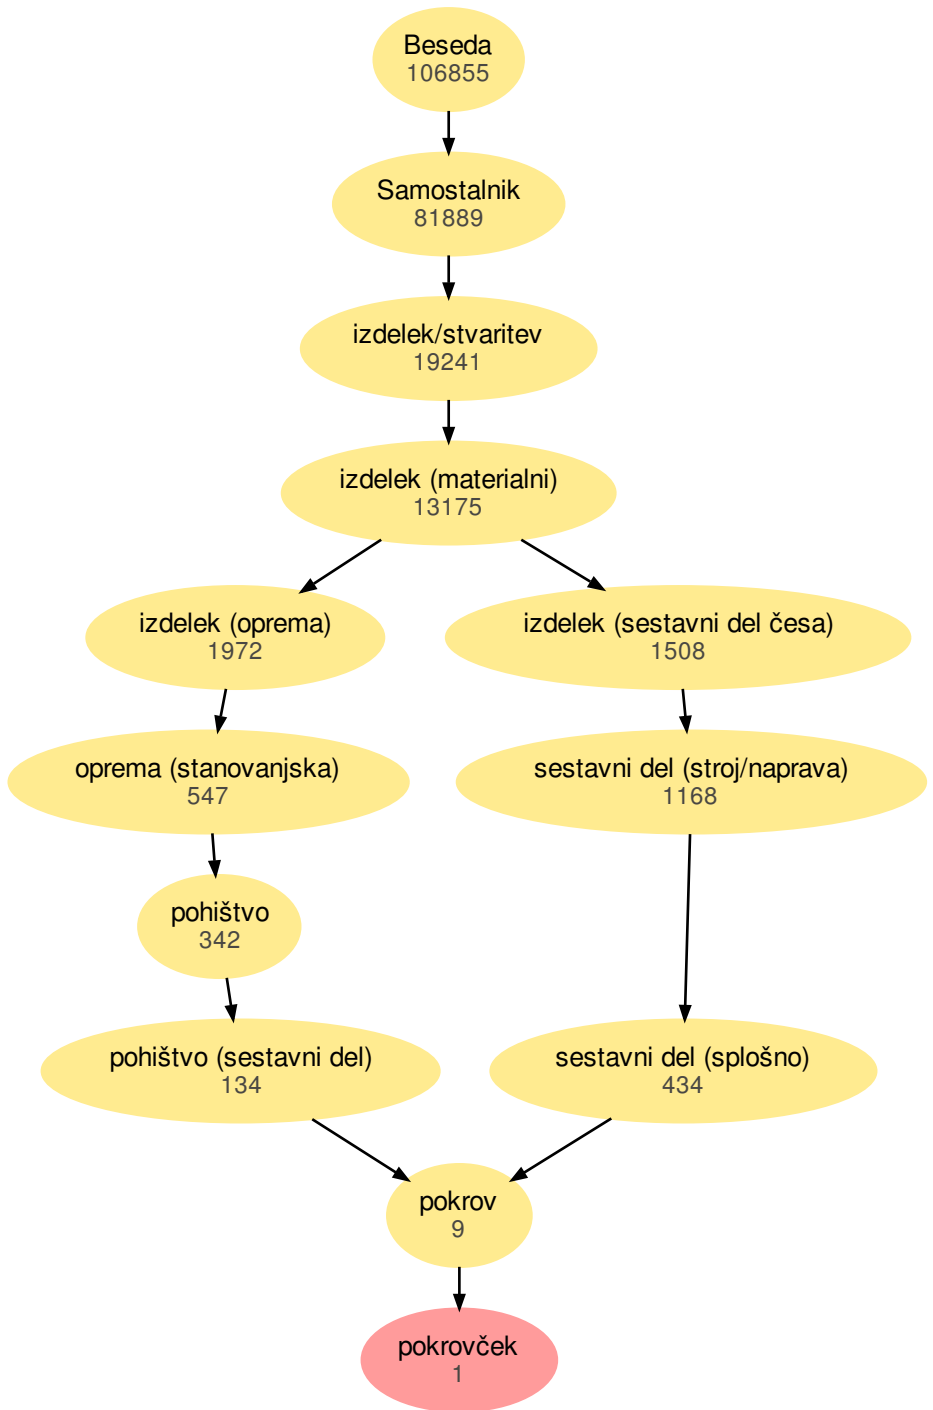 Beseda
106855
Samostalnik
81889
izdelek/stvaritev
19241
izdelek (materialni)
13175
izdelek (oprema)
1972
izdelek (sestavni del česa)
1508
oprema (stanovanjska)
547
sestavni del (stroj/naprava)
1168
pohištvo
342
pohištvo (sestavni del)
134
sestavni del (splošno)
434
pokrov
9
pokrovček
1